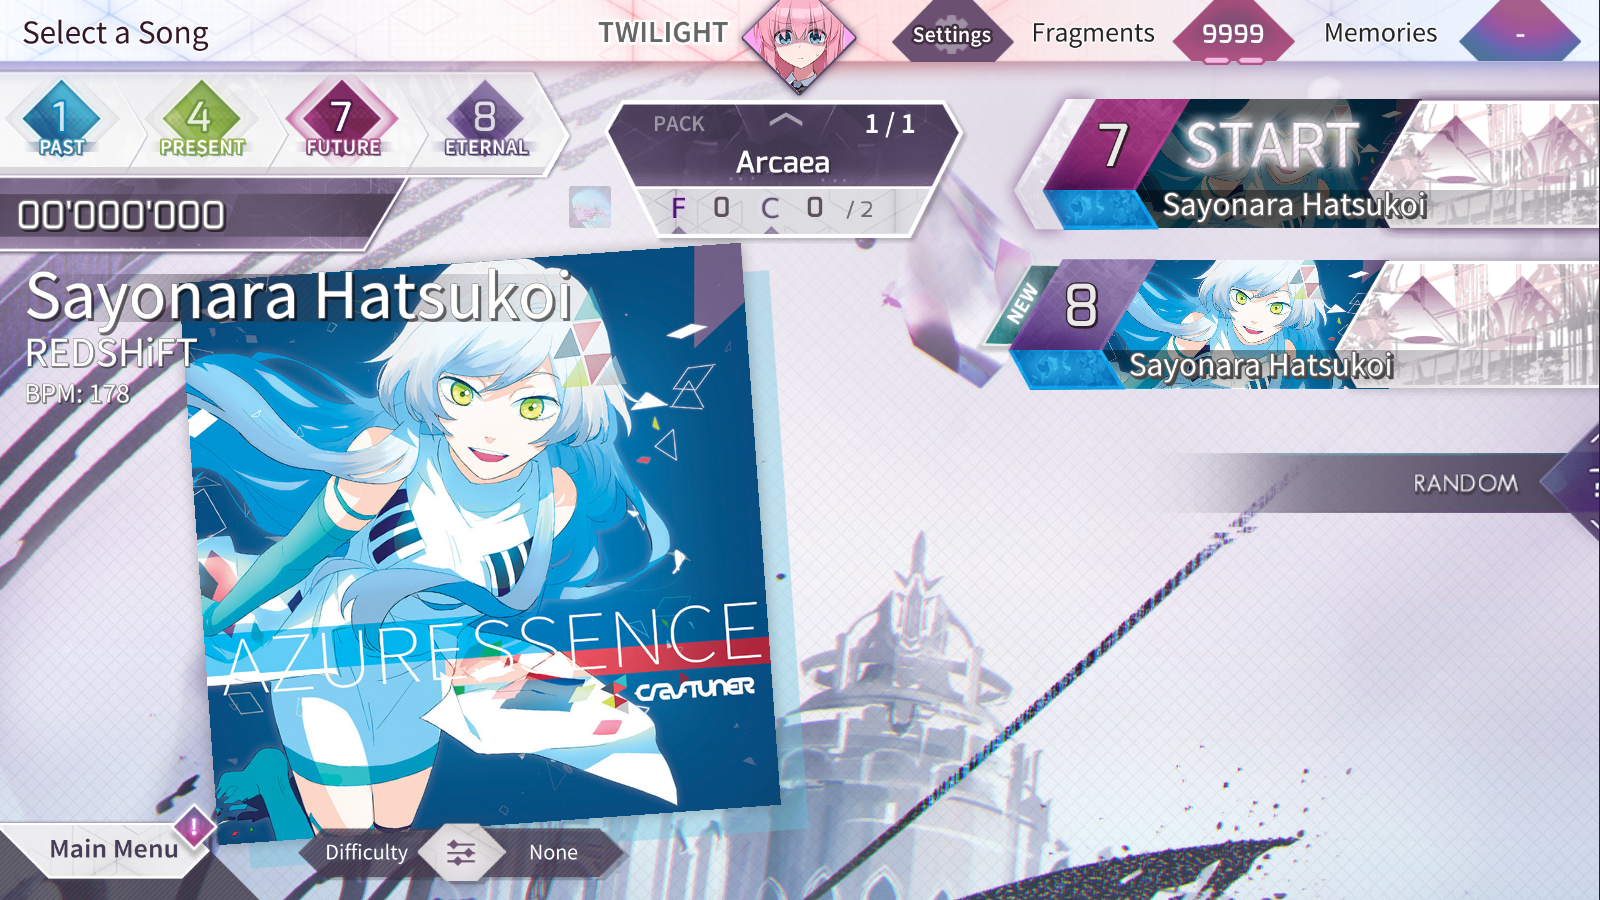 Select a Song
TWILIGHT
Settings
Fragments
9999
Memories
-
1
PAST
4
PRESENT
7
FUTURE
8
ETERNAL
00'000'000
PACK
1 / 1
Arcaea
F 0 C 0 / 2
7
START
Sayonara Hatsukoi
NEW
8
Sayonara Hatsukoi
RANDOM
Sayonara Hatsukoi
REDSHiFT
BPM: 178
AZURESSENCE
CRAFTUNER
Main Menu
!
Difficulty
None